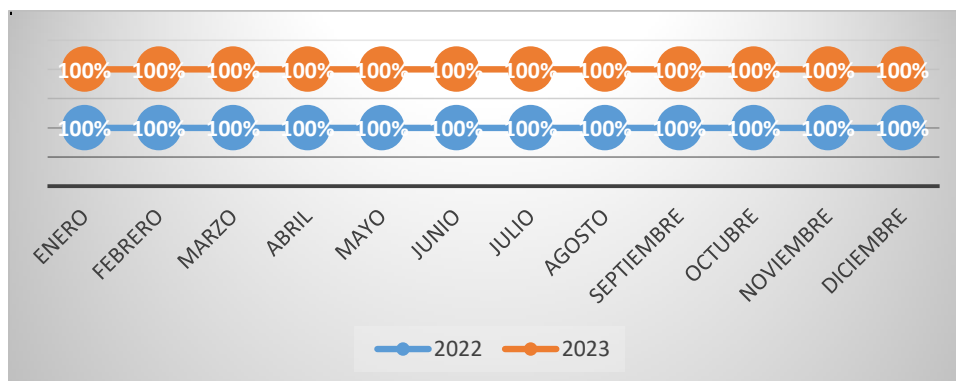 100% 100% 100% 100% 100% 100% 100% 100% 100% 100% 100% 100%
100% 100% 100% 100% 100% 100% 100% 100% 100% 100% 100% 100%
ENERO FEBRERO MARZO ABRIL MAYO JUNIO JULIO AGOSTO SEPTIEMBRE OCTUBRE NOVIEMBRE DICIEMBRE
2022 2023